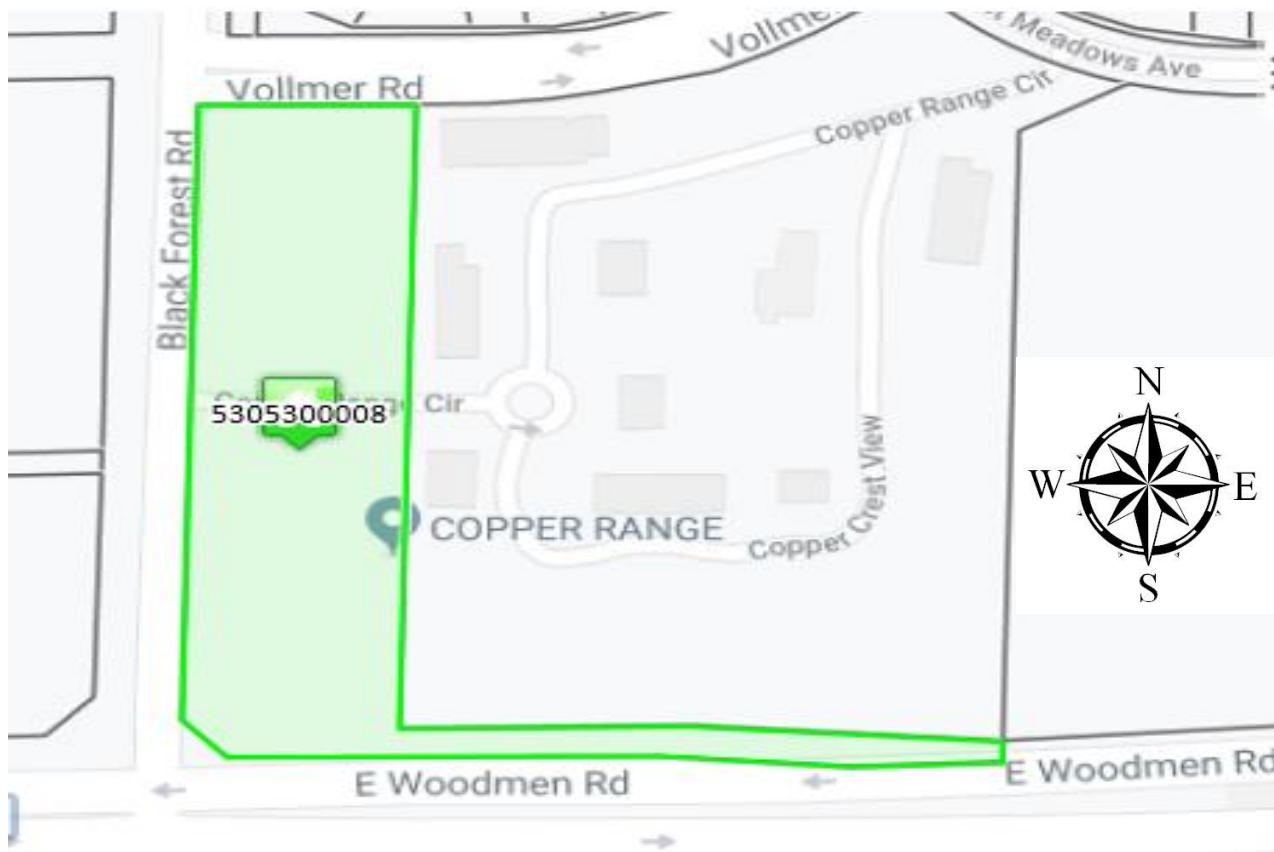 Vollme
Meadows Ave
Vollmer Rd
Copper Range Cir
Black Forest Rd
N
Cir
5305300008
W
E
Copper Crest View
COPPER RANGE
S
E Woodmen Rd
E Woodmen Rd